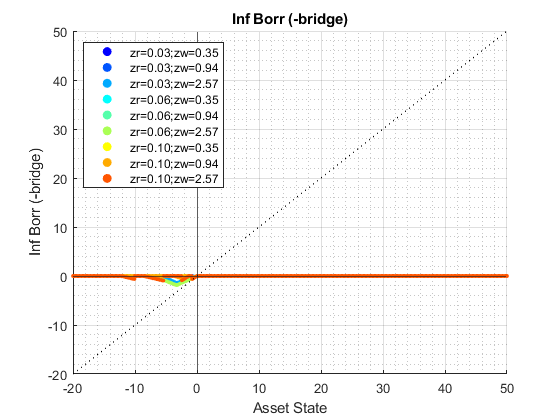 Inf Borr (-bridge)
50
40
30
20
10
0
-10
-20
Inf Borr (-bridge)
zr=0.03;zw=0.35
zr=0.03;zw=0.94
zr=0.03;zw=2.57
zr=0.06;zw=0.35
zr=0.06;zw=0.94
zr=0.06;zw=2.57
zr=0.10;zw=0.35
zr=0.10;zw=0.94
zr=0.10;zw=2.57
-20 -10 0 10 20 30 40 50
Asset State